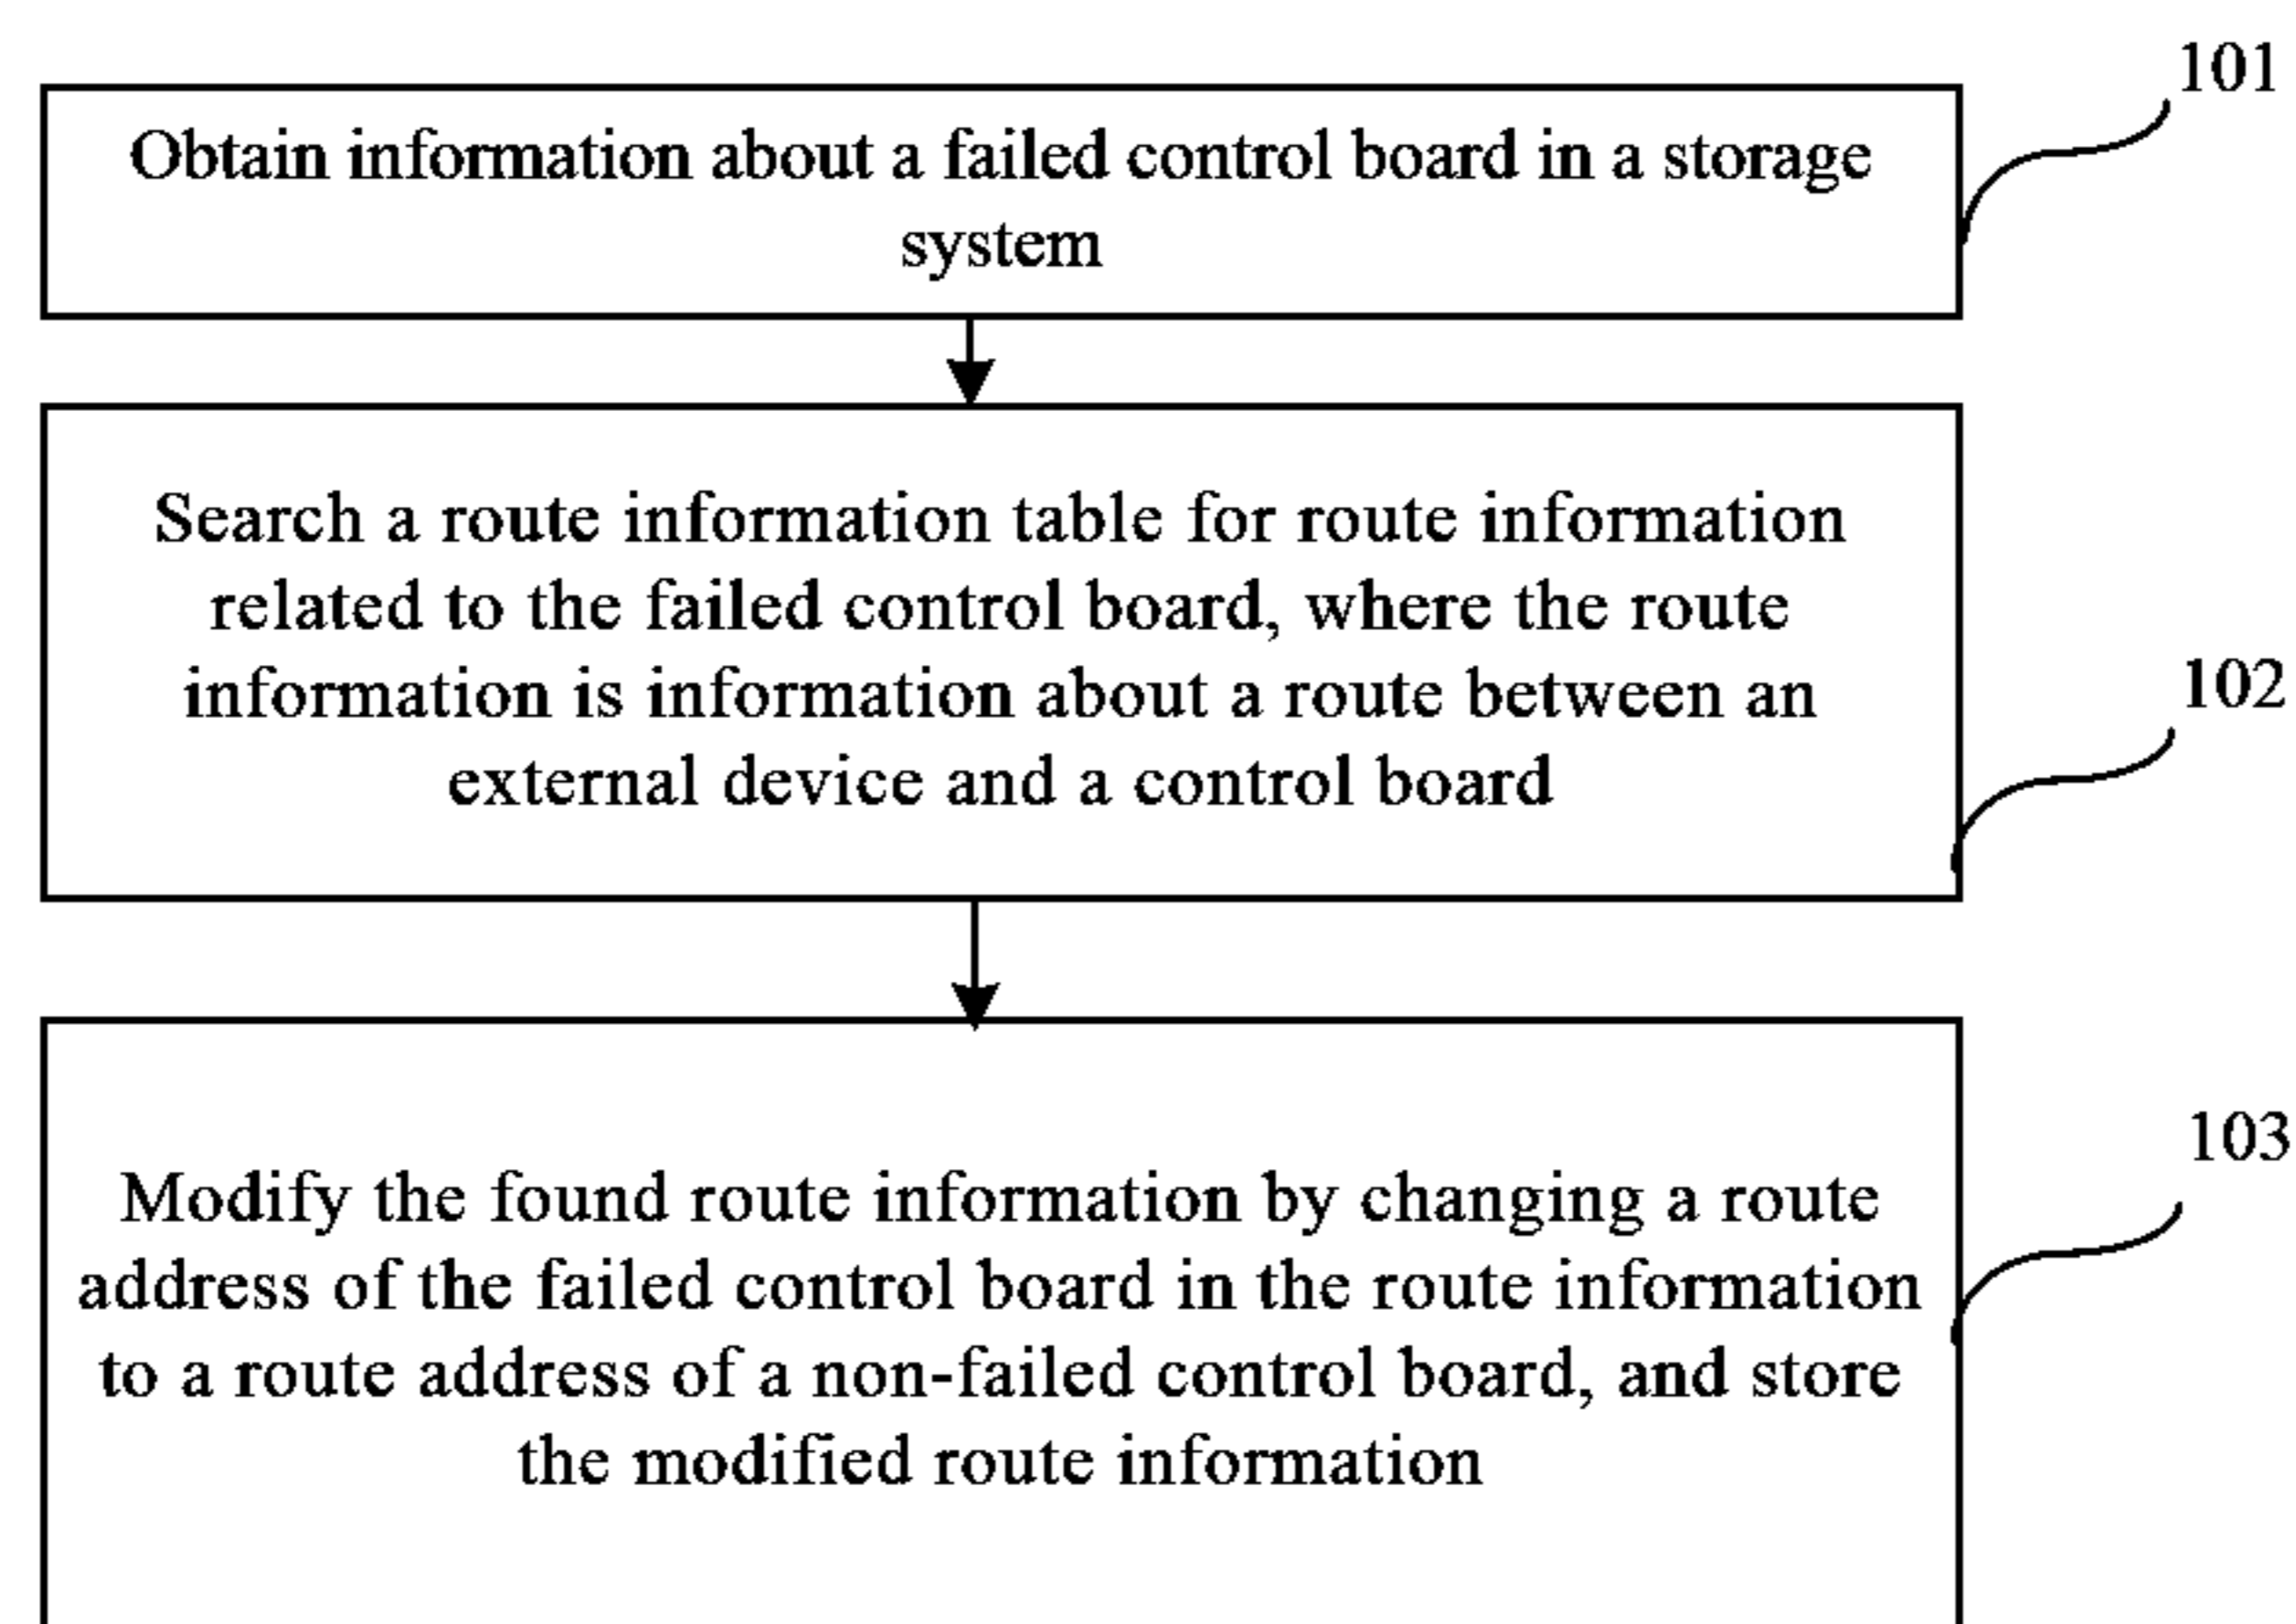 101
Obtain information about a failed control board in a storage
system
Search a route information table for route information
related to the failed control board, where the route
information is information about a route between an
external device and a control board
102
Modify the found route information by changing a route
address of the failed control board in the route information
to a route address of a non-failed control board, and store
the modified route information
103